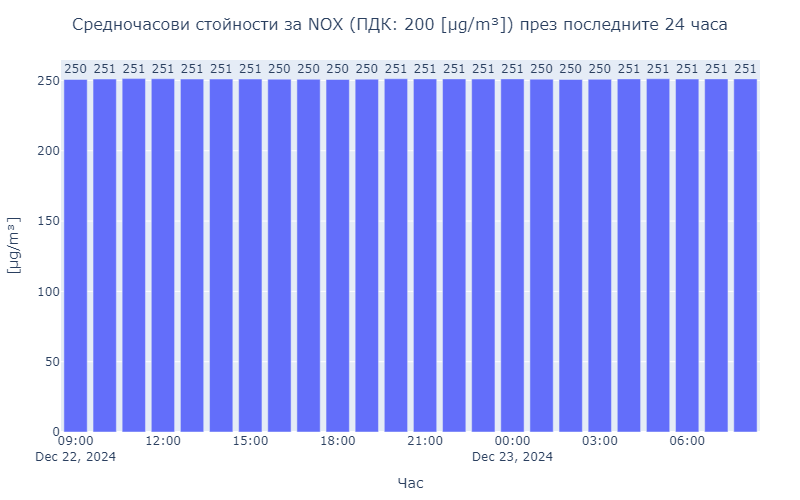 Средночасови стойности за NOX (ПДК: 200 [µg/m³]) през последните 24 часа
250 251 251 251 251 251 251 250 250 250 250 251 251 251 251 251 250 250 250 251 251 251 251 251
250
200
150
100
50
0
[µg/m³]
09:00 12:00 15:00 18:00 21:00 00:00 03:00 06:00
Dec 22, 2024 Dec 23, 2024
Час